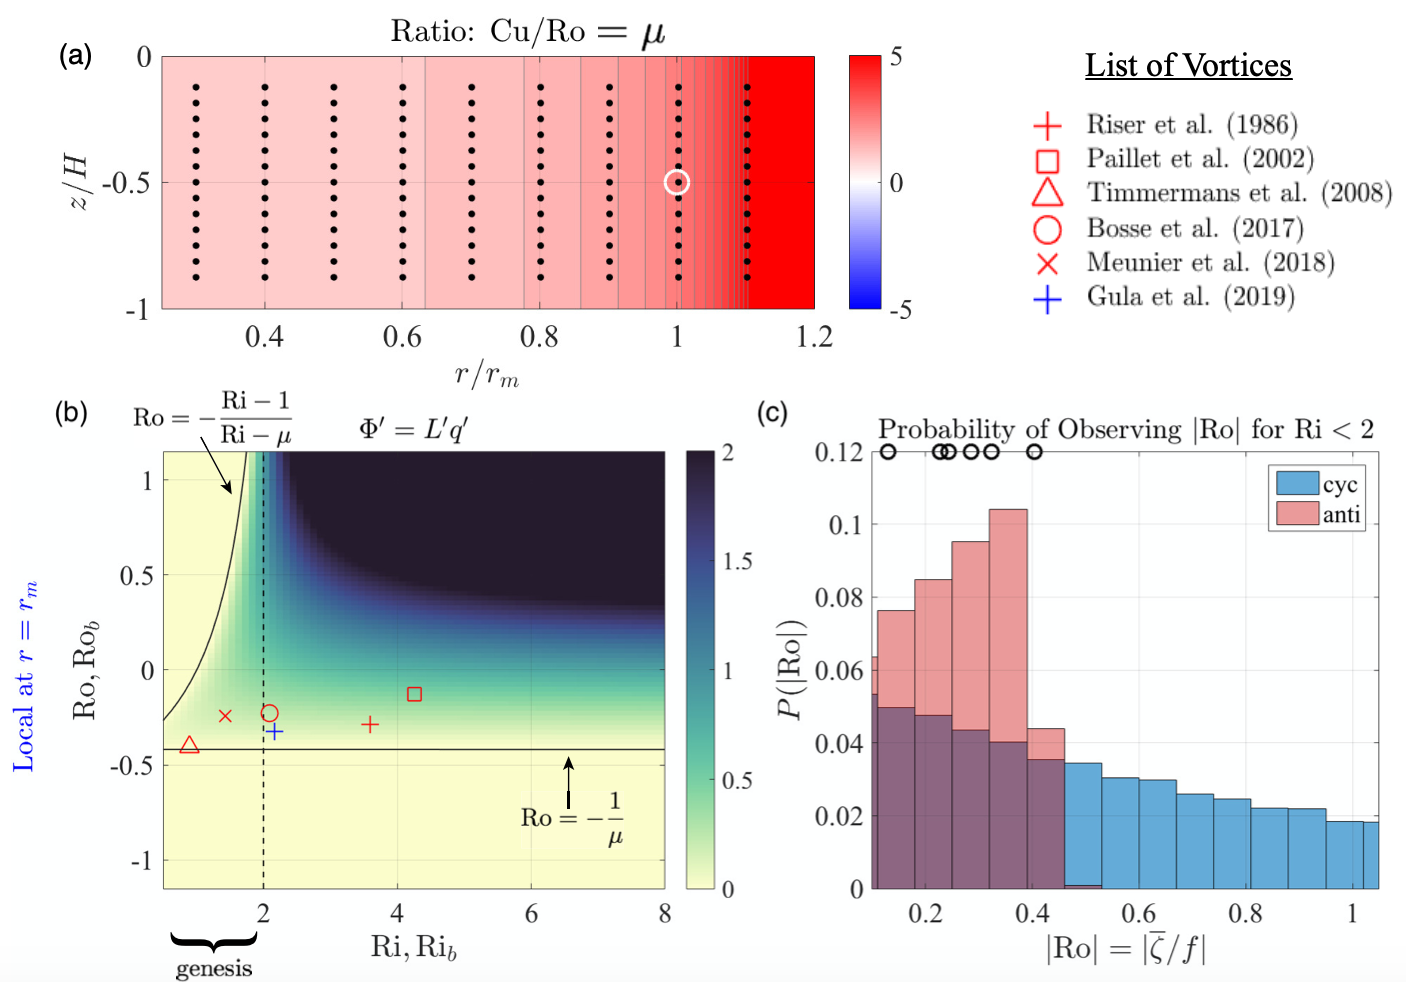 (a)
Ratio: Cu/Ro = μ
0
-0.5
-1
z/H
0.4 0.6 0.8 1 1.2
r/r_m
5
0
-5
List of Vortices
Riser et al. (1986)
Paillet et al. (2002)
Timmermans et al. (2008)
Bosse et al. (2017)
Meunier et al. (2018)
Gula et al. (2019)
(b)
Ro = −(Ri − 1)/(Ri − μ)
Φ′ = L′q′
1
0.5
0
-0.5
-1
Local at r = r_m
Ro, Ro_b
Ro = −1/μ
2 4 6 8
Ri, Ri_b
genesis
2
1.5
1
0.5
0
(c)
Probability of Observing |Ro| for Ri < 2
0.12
0.1
0.08
0.06
0.04
0.02
0
P(|Ro|)
cyc
anti
0.2 0.4 0.6 0.8 1
|Ro| = |ζ̅/f|